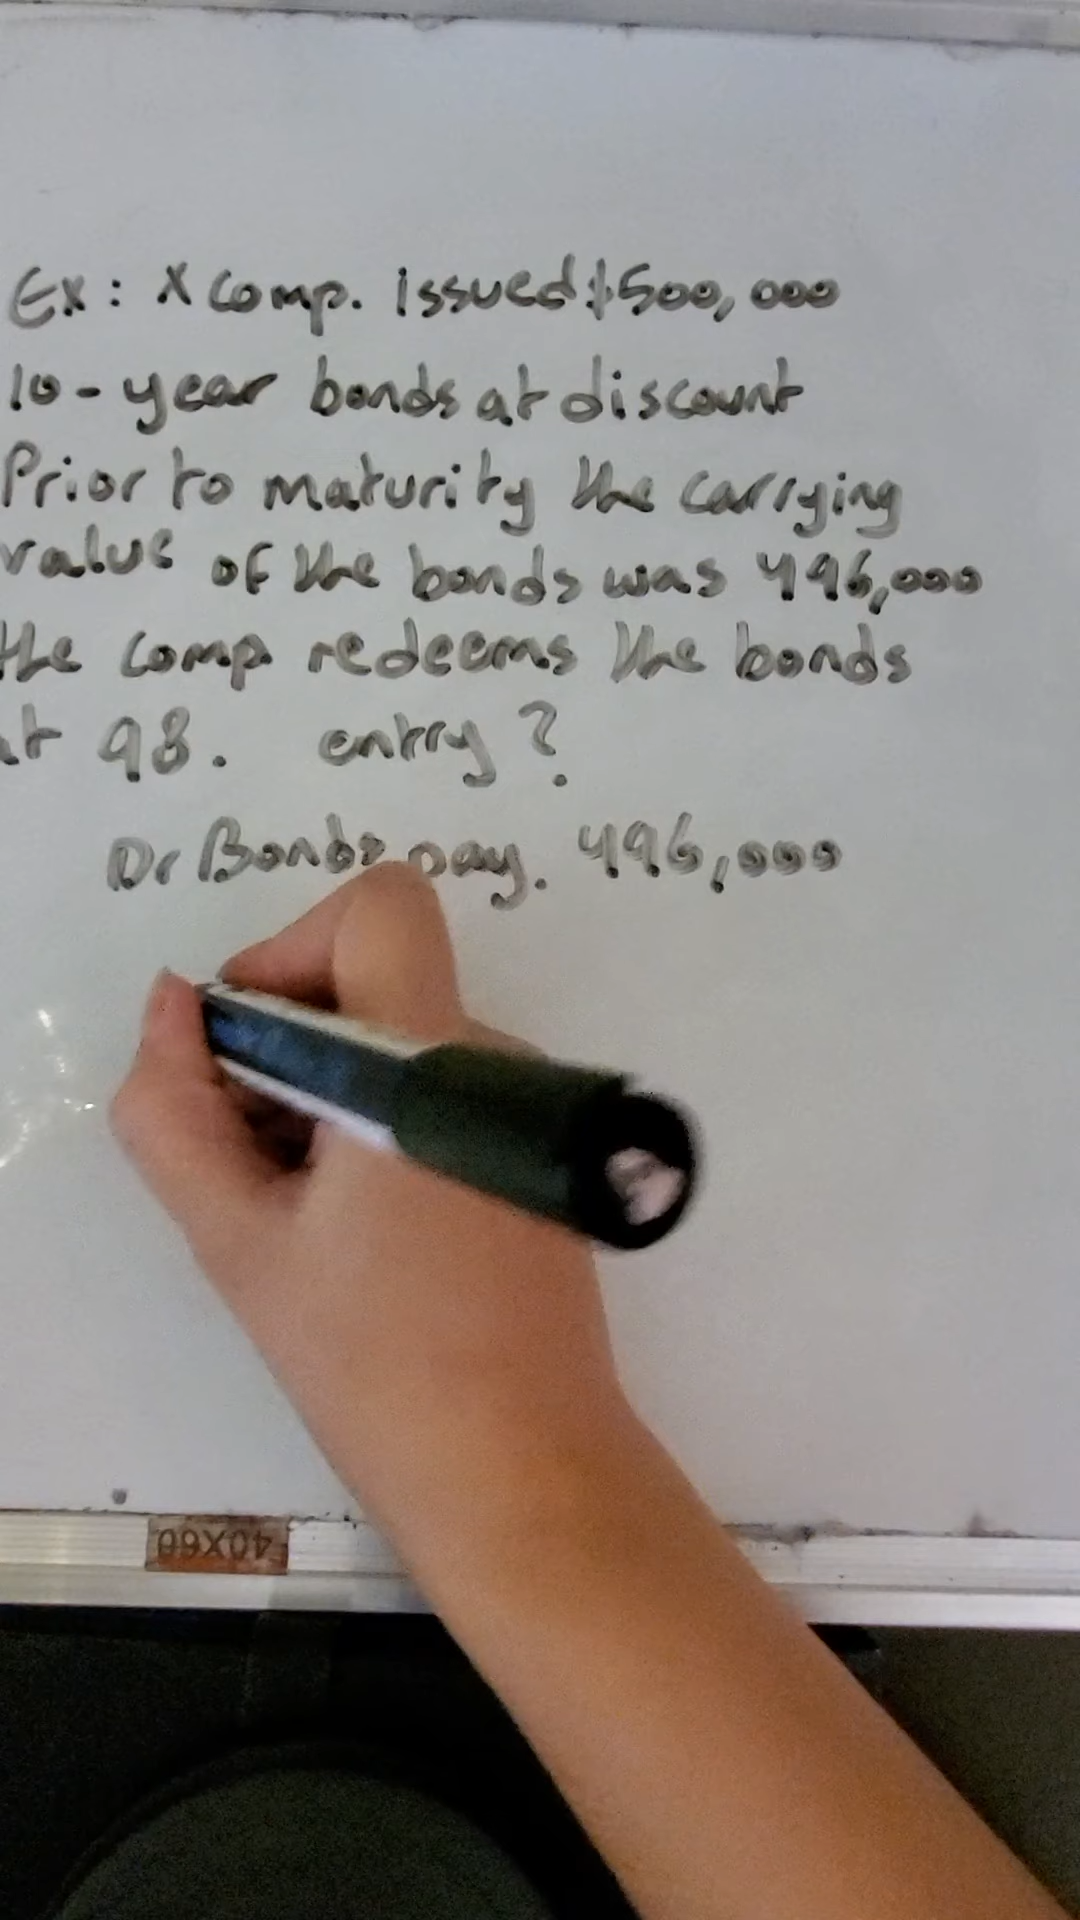 Ex: X Comp. issued $500,000
10-year bonds at discount
Prior to maturity the carrying
value of the bonds was 496,000
the comp. redeems the bonds
at 98. entry?
Dr Bonds pay. 496,000
40X60